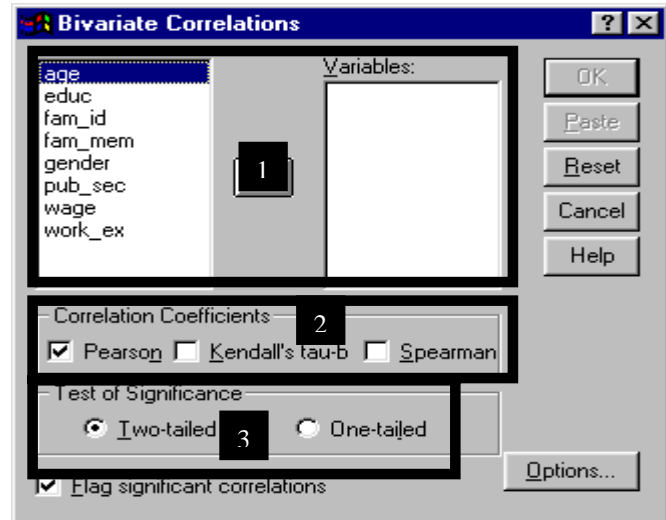 Bivariate Correlations
Variables:
age
educ
fam_id
fam_mem
gender
pub_sec
wage
work_ex
1
OK
Paste
Reset
Cancel
Help
Correlation Coefficients
2
Pearson Kendall's tau-b Spearman
Test of Significance
Two-tailed 3 One-tailed
Flag significant correlations
Options...